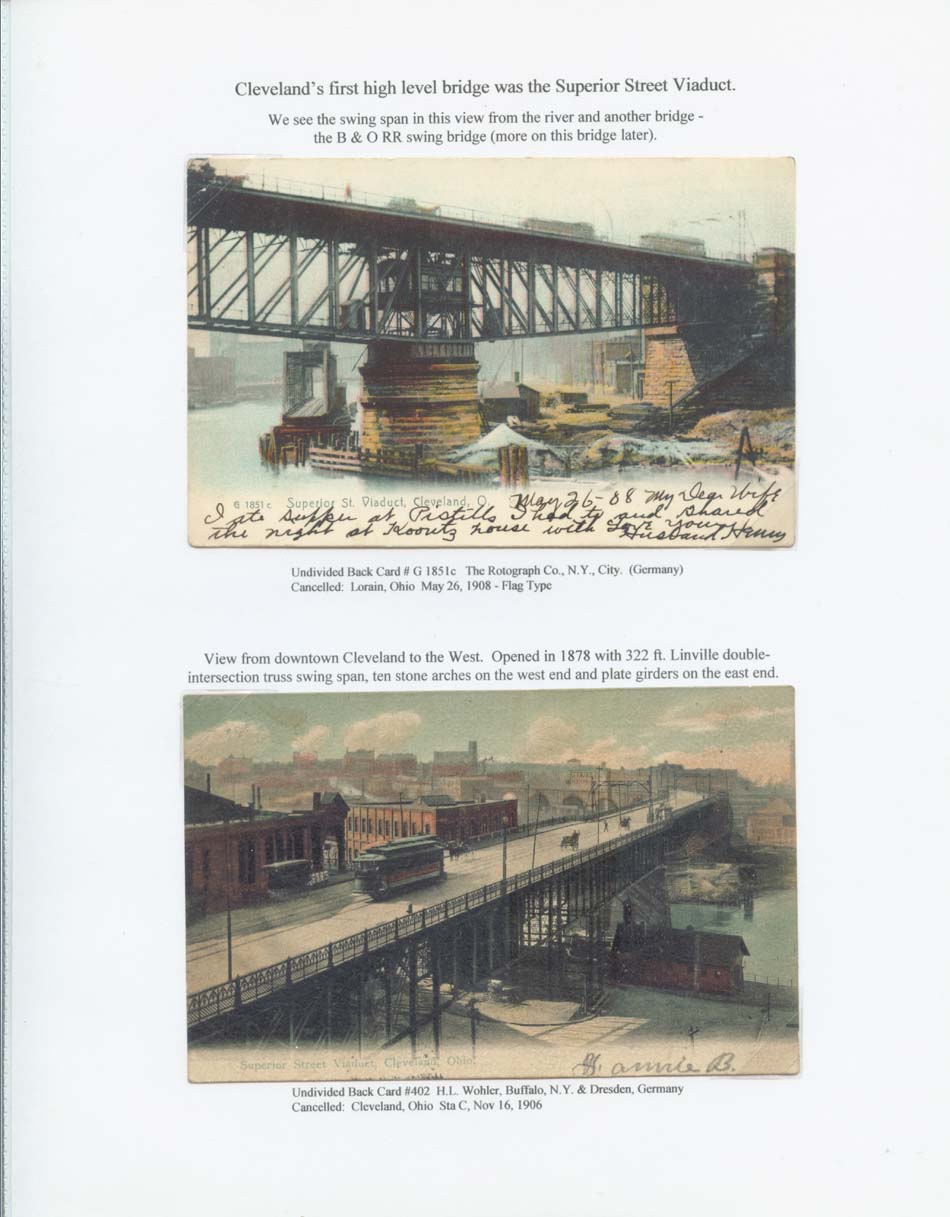 Cleveland's first high level bridge was the Superior Street Viaduct.
We see the swing span in this view from the river and another bridge -
the B & O RR swing bridge (more on this bridge later).
G 1851c Superior St. Viaduct, Cleveland, O. May 26-08 My Dear Wife
I ate supper at Pistills I had ty and Shared
the night at Koontz house with Love Your
Husband Henry
Undivided Back Card # G 1851c The Rotograph Co., N.Y., City. (Germany)
Cancelled: Lorain, Ohio May 26, 1908 - Flag Type
View from downtown Cleveland to the West. Opened in 1878 with 322 ft. Linville double-
intersection truss swing span, ten stone arches on the west end and plate girders on the east end.
Superior Street Viaduct, Cleveland, Ohio.
B.
Undivided Back Card #402 H.L. Wohler, Buffalo, N.Y. & Dresden, Germany
Cancelled: Cleveland, Ohio Sta C, Nov 16, 1906